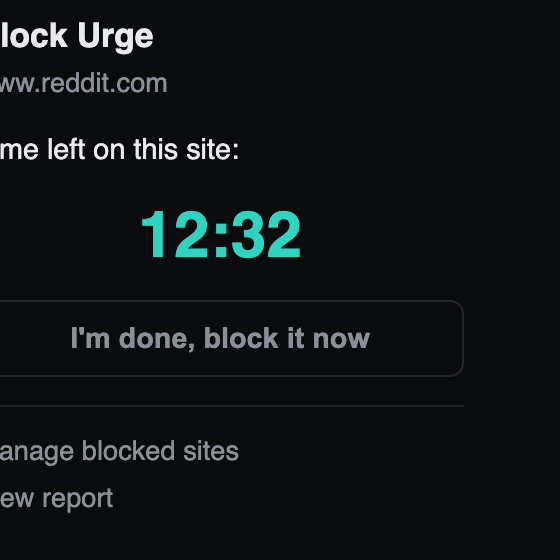 lock Urge
ww.reddit.com
me left on this site:
12:32
I'm done, block it now
anage blocked sites
ew report